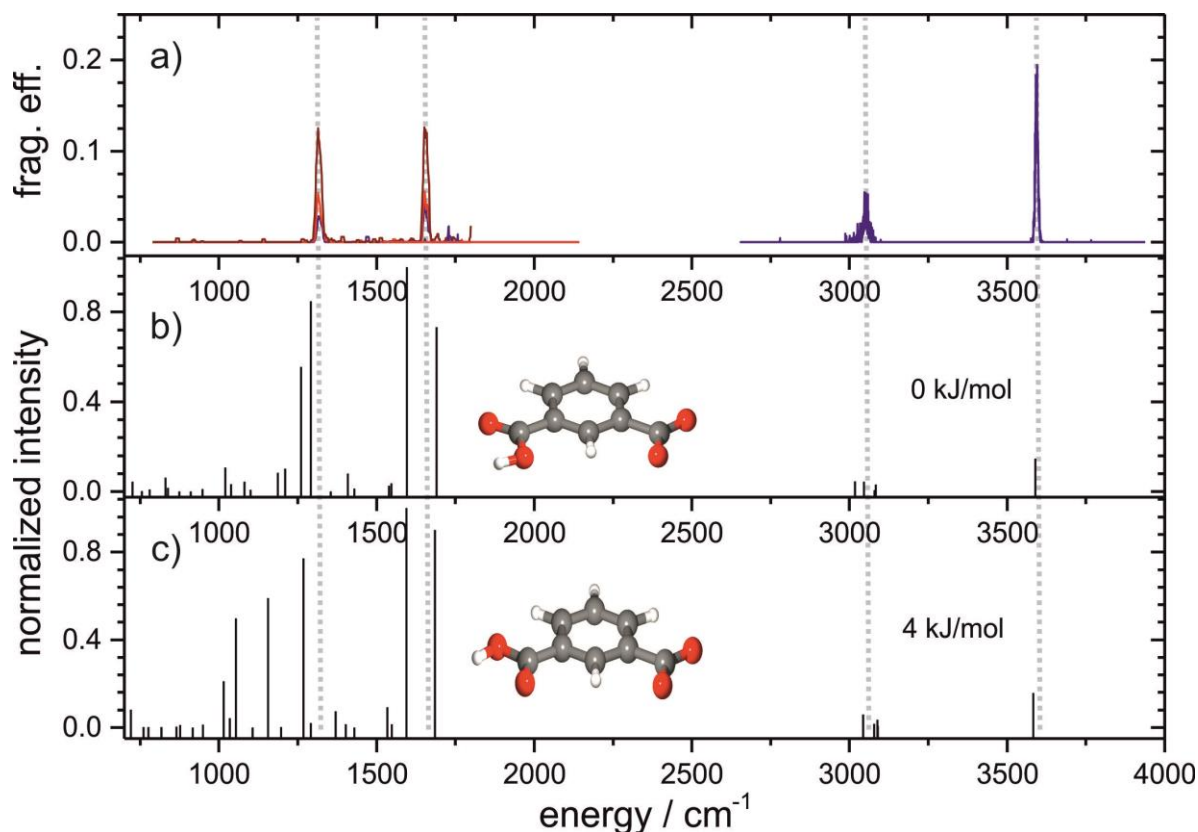 a)
0.2
0.1
0.0
frag. eff.
1000 1500 2000 2500 3000 3500
b)
0.8
0.4
0.0
0 kJ/mol
1000 1500 2000 2500 3000 3500
c)
0.8
0.4
0.0
4 kJ/mol
normalized intensity
1000 1500 2000 2500 3000 3500 4000
energy / cm⁻¹